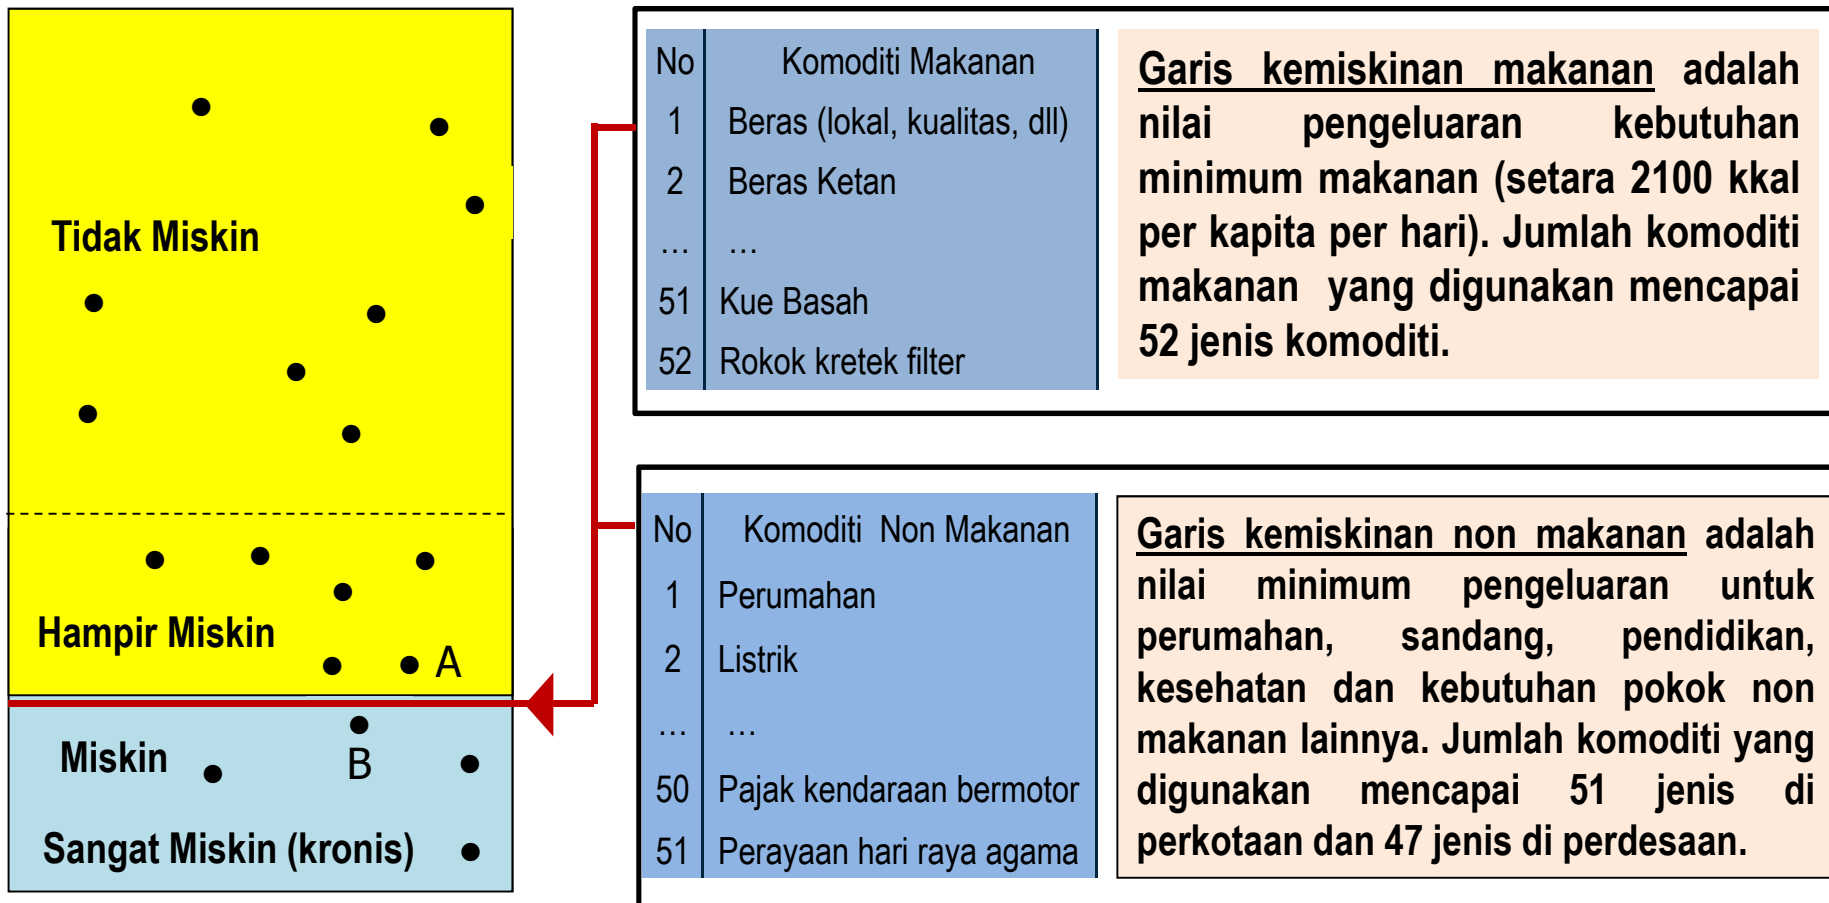 Tidak Miskin
Hampir Miskin
A
Miskin
B
Sangat Miskin (kronis)
No Komoditi Makanan
1 Beras (lokal, kualitas, dll)
2 Beras Ketan
... ...
51 Kue Basah
52 Rokok kretek filter
Garis kemiskinan makanan adalah
nilai pengeluaran kebutuhan
minimum makanan (setara 2100 kkal
per kapita per hari). Jumlah komoditi
makanan yang digunakan mencapai
52 jenis komoditi.
No Komoditi Non Makanan
1 Perumahan
2 Listrik
... ...
50 Pajak kendaraan bermotor
51 Perayaan hari raya agama
Garis kemiskinan non makanan adalah
nilai minimum pengeluaran untuk
perumahan, sandang, pendidikan,
kesehatan dan kebutuhan pokok non
makanan lainnya. Jumlah komoditi yang
digunakan mencapai 51 jenis di
perkotaan dan 47 jenis di perdesaan.